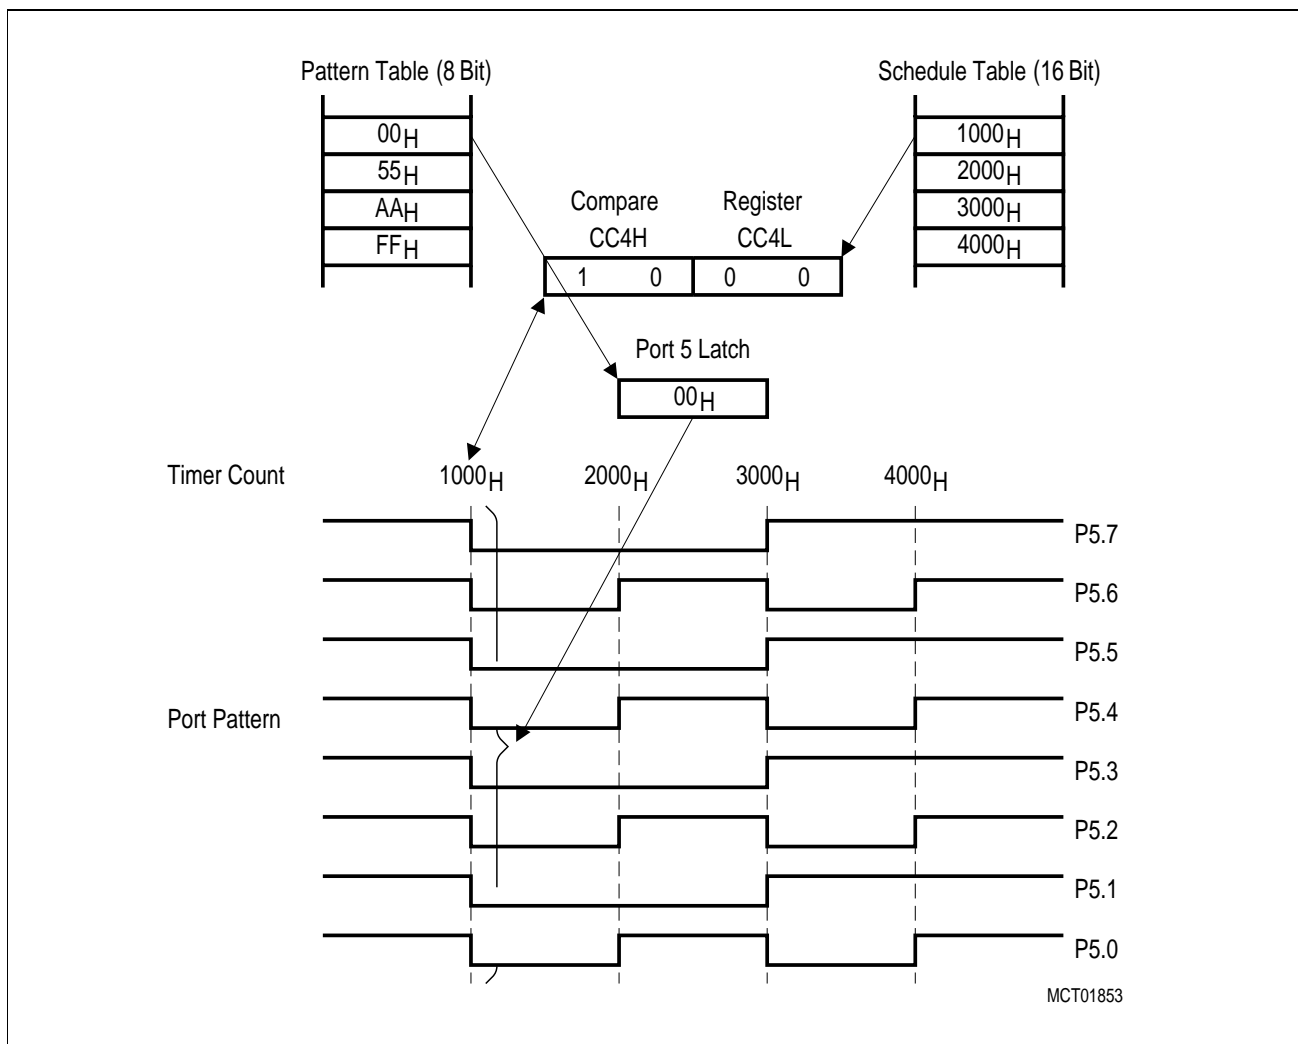 Pattern Table (8 Bit)
Schedule Table (16 Bit)
00H
55H
AAH
FFH
1000H
2000H
3000H
4000H
Compare Register
CC4H CC4L
1 0 0 0
Port 5 Latch
00H
Timer Count 1000H 2000H 3000H 4000H
P5.7
P5.6
P5.5
Port Pattern
P5.4
P5.3
P5.2
P5.1
P5.0
MCT01853